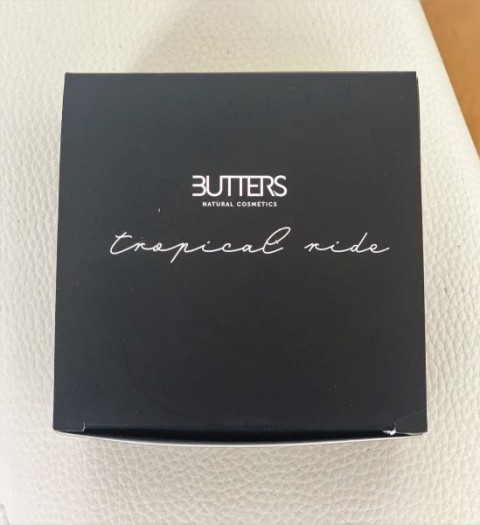 BUTTERS
NATURAL COSMETICS
tropical ride